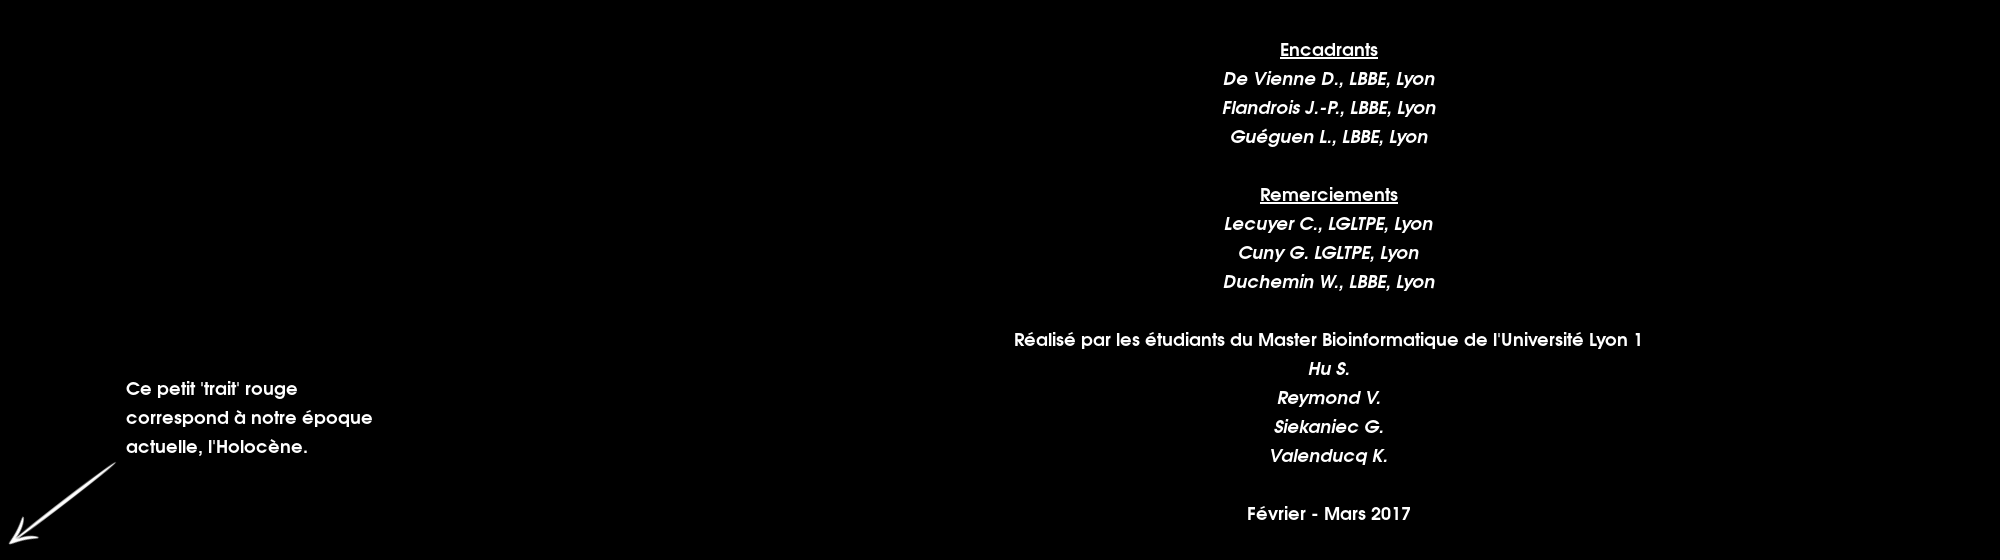 Encadrants
De Vienne D., LBBE, Lyon
Flandrois J.-P., LBBE, Lyon
Guéguen L., LBBE, Lyon
Remerciements
Lecuyer C., LGLTPE, Lyon
Cuny G. LGLTPE, Lyon
Duchemin W., LBBE, Lyon
Réalisé par les étudiants du Master Bioinformatique de l'Université Lyon 1
Hu S.
Reymond V.
Siekaniec G.
Valenducq K.
Février - Mars 2017
Ce petit 'trait' rouge
correspond à notre époque
actuelle, l'Holocène.